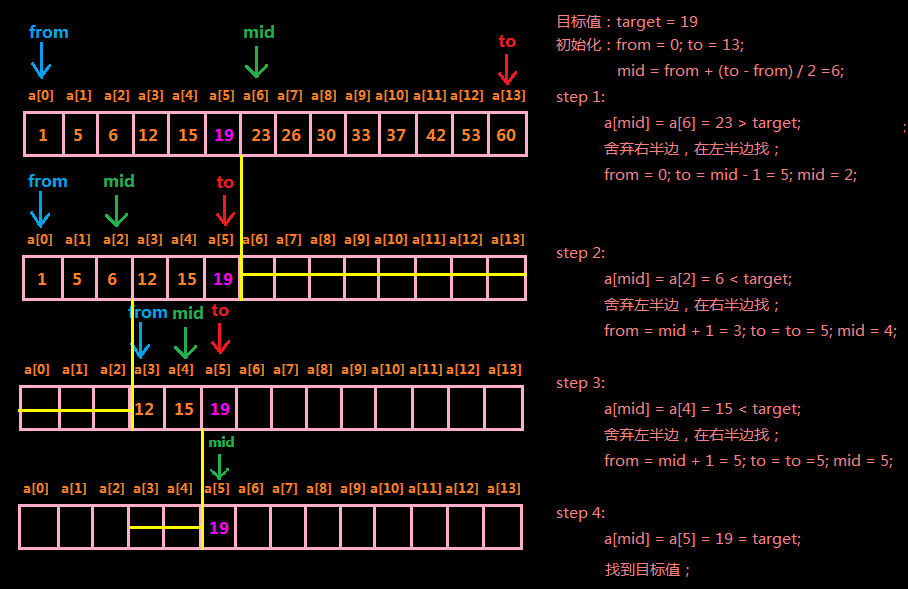 from mid to
a[0] a[1] a[2] a[3] a[4] a[5] a[6] a[7] a[8] a[9] a[10] a[11] a[12] a[13]
1 5 6 12 15 19 23 26 30 33 37 42 53 60
from mid to
a[0] a[1] a[2] a[3] a[4] a[5] a[6] a[7] a[8] a[9] a[10] a[11] a[12] a[13]
1 5 6 12 15 19
from mid to
a[0] a[1] a[2] a[3] a[4] a[5] a[6] a[7] a[8] a[9] a[10] a[11] a[12] a[13]
12 15 19
mid
a[0] a[1] a[2] a[3] a[4] a[5] a[6] a[7] a[8] a[9] a[10] a[11] a[12] a[13]
19
目标值：target = 19
初始化：from = 0; to = 13;
mid = from + (to - from) / 2 =6;
step 1:
a[mid] = a[6] = 23 > target;
;
舍弃右半边，在左半边找；
from = 0; to = mid - 1 = 5; mid = 2;
step 2:
a[mid] = a[2] = 6 < target;
舍弃左半边，在右半边找；
from = mid + 1 = 3; to = to = 5; mid = 4;
step 3:
a[mid] = a[4] = 15 < target;
舍弃左半边，在右半边找；
from = mid + 1 = 5; to = to =5; mid = 5;
step 4:
a[mid] = a[5] = 19 = target;
找到目标值；